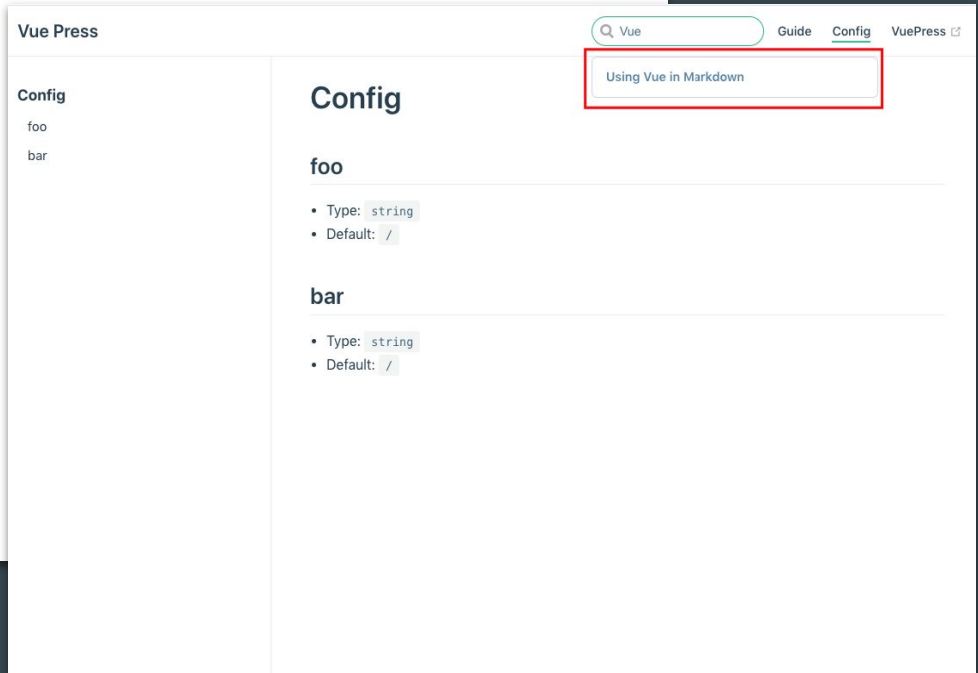 Vue Press
Vue
Guide
Config
VuePress
Using Vue in Markdown
Config
foo
bar
Config
foo
• Type: string
• Default: /
bar
• Type: string
• Default: /